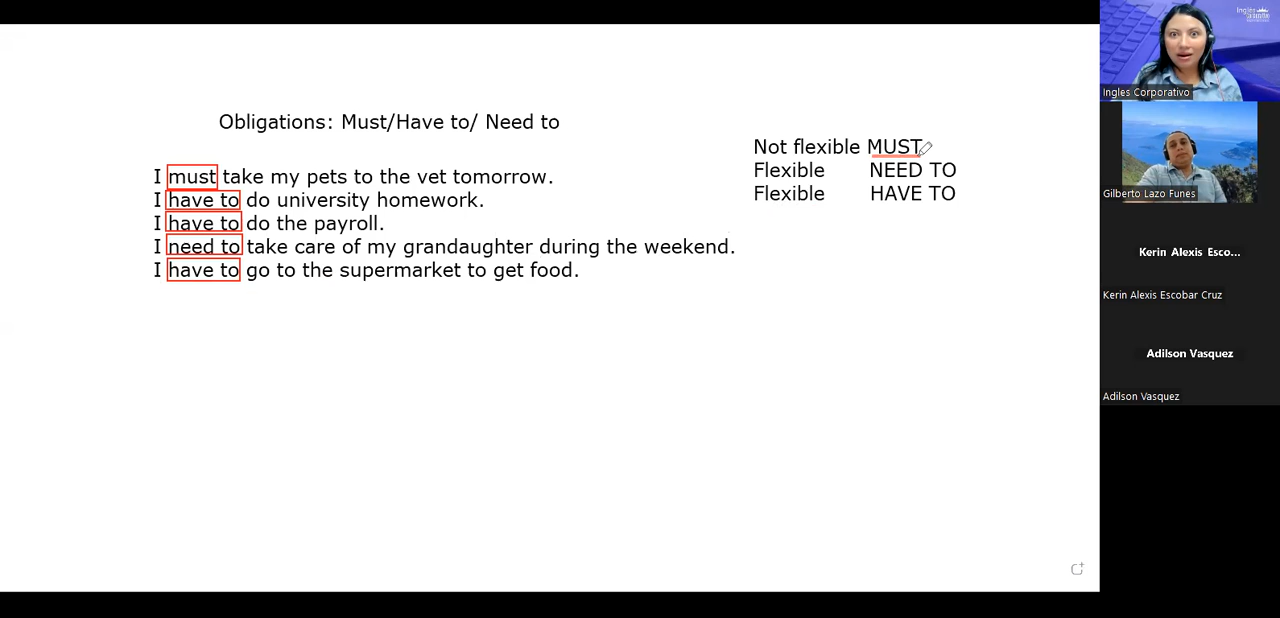 Obligations: Must/Have to/ Need to
I must take my pets to the vet tomorrow.
I have to do university homework.
I have to do the payroll.
I need to take care of my grandaughter during the weekend.
I have to go to the supermarket to get food.
Not flexible MUST
Flexible NEED TO
Flexible HAVE TO
Ingles Corporativo
Gilberto Lazo Funes
Kerin Alexis Esco...
Kerin Alexis Escobar Cruz
Adilson Vasquez
Adilson Vasquez